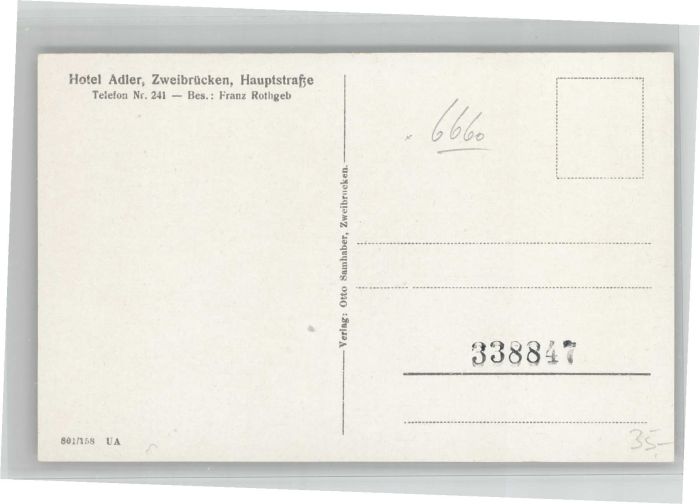 Hotel Adler, Zweibrücken, Hauptstraße
Telefon Nr. 241 — Bes.: Franz Rothgeb
6660
Verlag: Otto Samhaber, Zweibrücken.
338847
801/158 UA
35,-